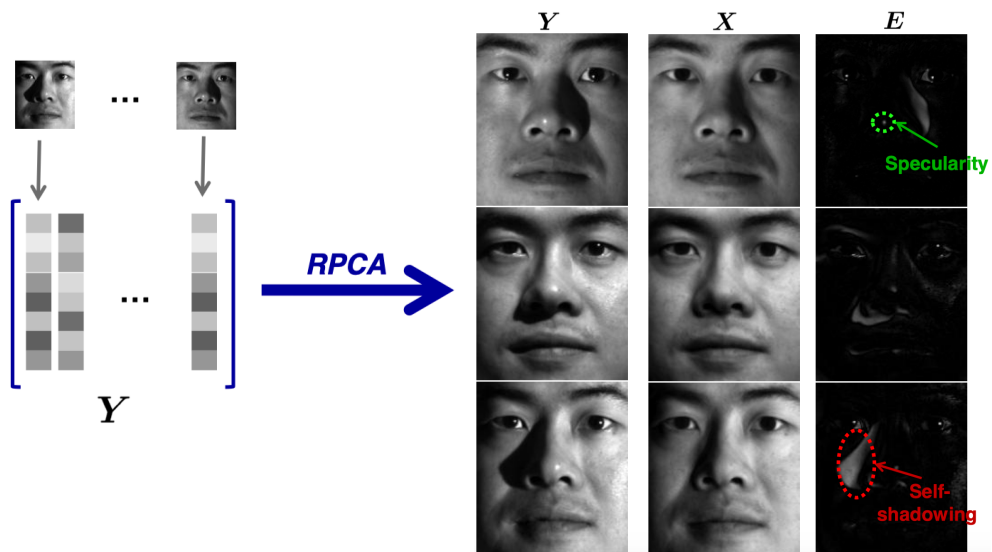 Y X E
...
Specularity
RPCA
...
Y
Self-
shadowing